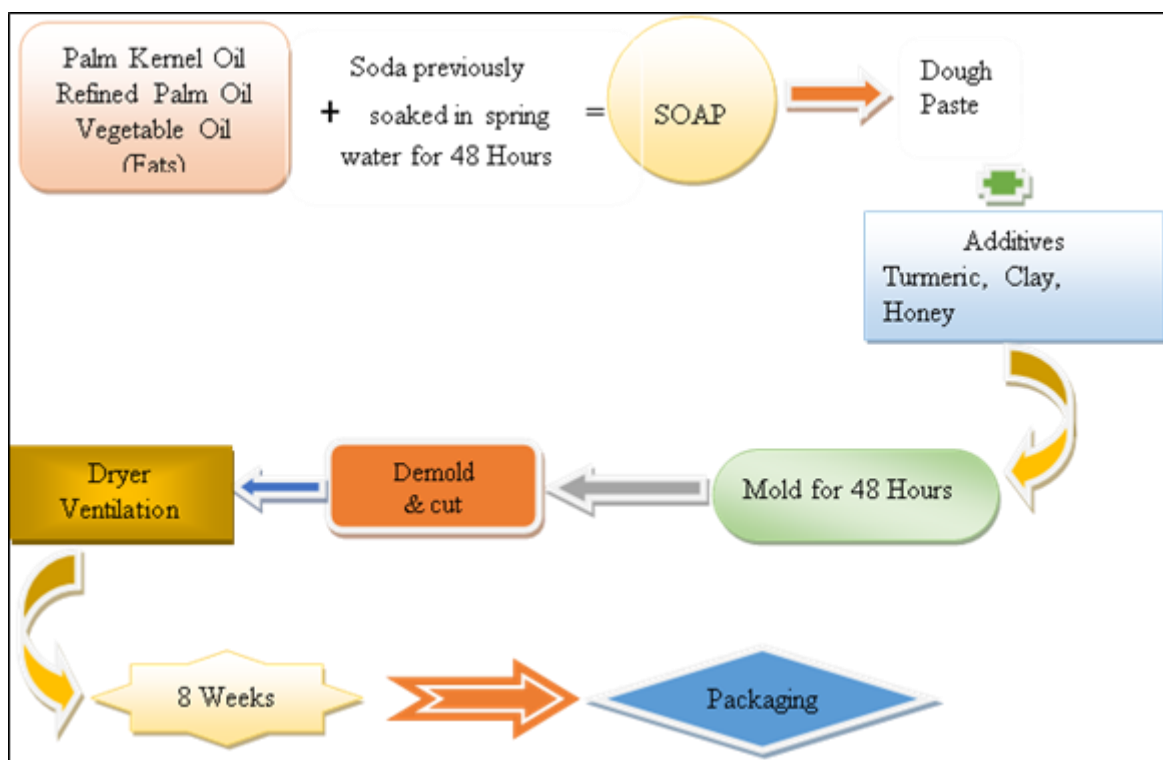 Palm Kernel Oil
Refined Palm Oil
Vegetable Oil
(Fats)
+
Soda previously
soaked in spring
water for 48 Hours
=
SOAP
Dough
Paste
Additives
Turmeric, Clay,
Honey
Mold for 48 Hours
Demold
& cut
Dryer
Ventilation
8 Weeks
Packaging